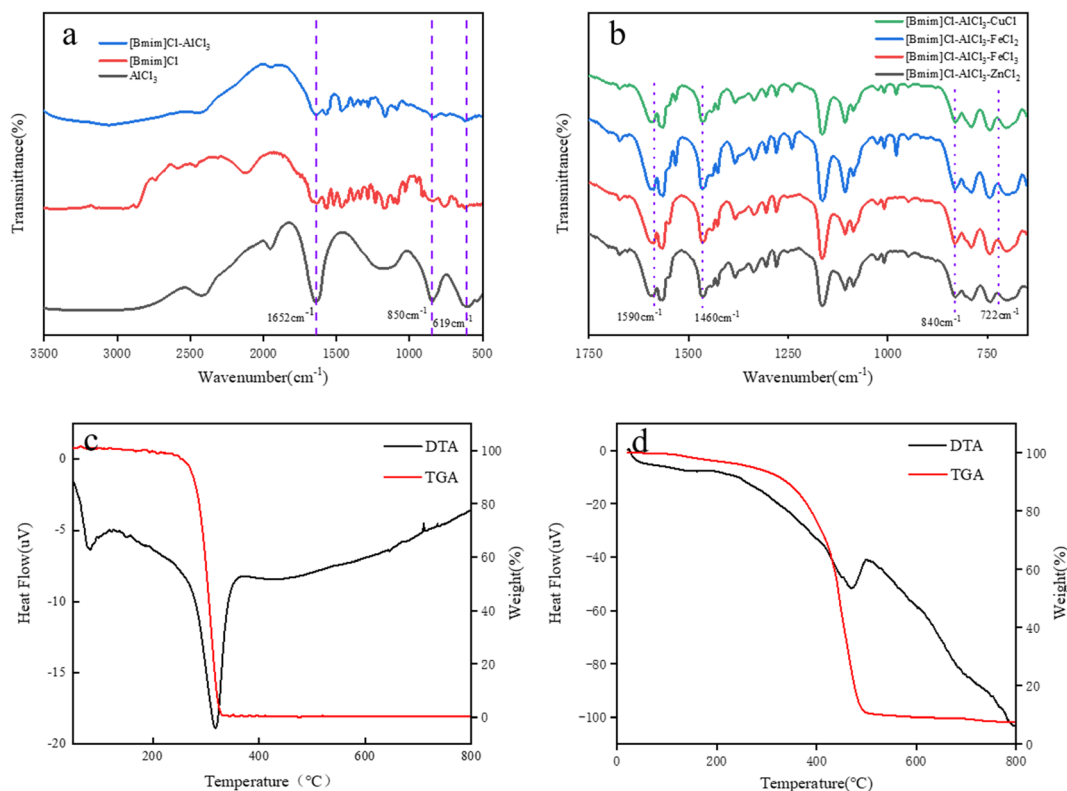 a
[Bmim]Cl-AlCl₃
[Bmim]Cl
AlCl₃
Transmittance(%)
1652cm⁻¹
850cm⁻¹
619cm⁻¹
3500 3000 2500 2000 1500 1000 500
Wavenumber(cm⁻¹)
b
[Bmim]Cl-AlCl₃-CuCl
[Bmim]Cl-AlCl₃-FeCl₂
[Bmim]Cl-AlCl₃-FeCl₃
[Bmim]Cl-AlCl₃-ZnCl₂
Transmittance(%)
1590cm⁻¹
1460cm⁻¹
840cm⁻¹
722cm⁻¹
1750 1500 1250 1000 750
Wavenumber(cm⁻¹)
c
DTA
TGA
Heat Flow(uV)
0
-5
-10
-15
-20
Weight(%)
100
80
60
40
20
0
200 400 600 800
Temperature（℃）
d
DTA
TGA
Heat Flow(uV)
0
-20
-40
-60
-80
-100
Weight(%)
100
80
60
40
20
0
0 200 400 600 800
Temperature(℃)